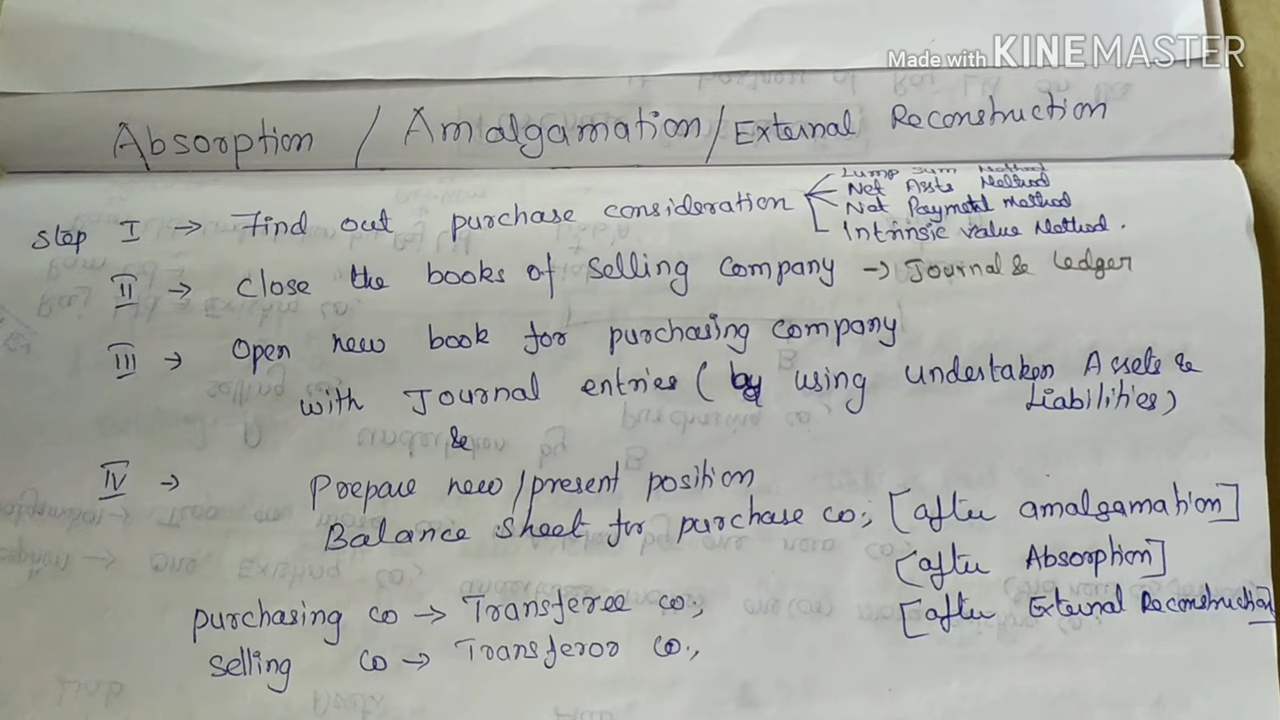 Made with KINEMASTER
Absorption / Amalgamation / External Reconstruction
Step I → Find out purchase consideration
Lump sum Method
Net Assts Method
Net Paymetd method
Intrinsic value Method.
II → Close the books of selling company → Journal & Ledger
III → Open new book for purchasing company
with Journal entries ( by using undertaken Assets &
Liabilities)
&
IV → Prepare new/present position
Balance sheet for purchase co., [after amalgamation]
[after Absorption]
purchasing co → Transferee co., [after External Reconstruction]
selling co → Transferor co.,